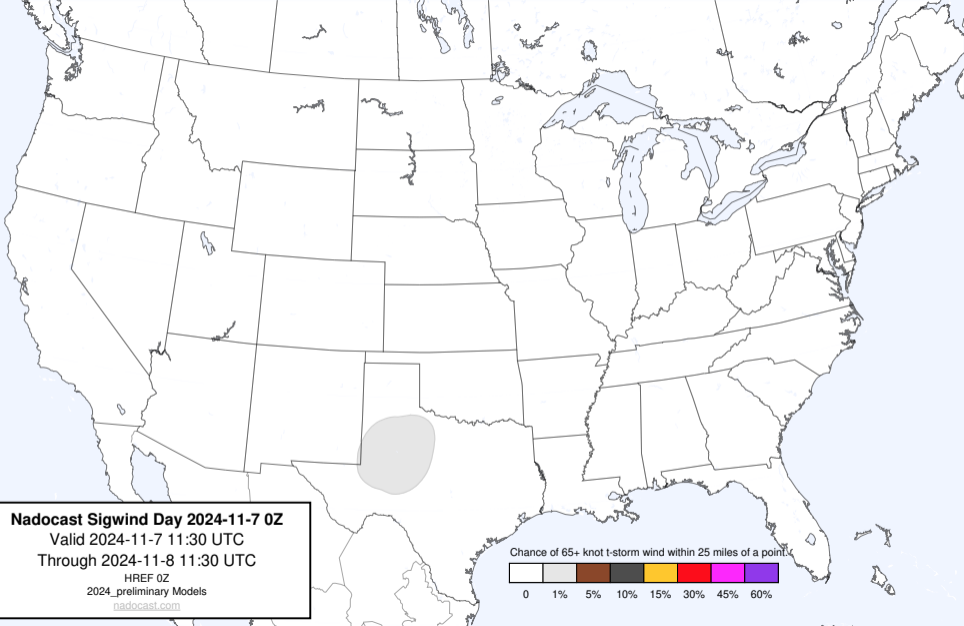 Nadocast Sigwind Day 2024-11-7 0Z
Valid 2024-11-7 11:30 UTC
Through 2024-11-8 11:30 UTC
HREF 0Z
2024_preliminary Models
nadocast.com
Chance of 65+ knot t-storm wind within 25 miles of a point.
0 1% 5% 10% 15% 30% 45% 60%